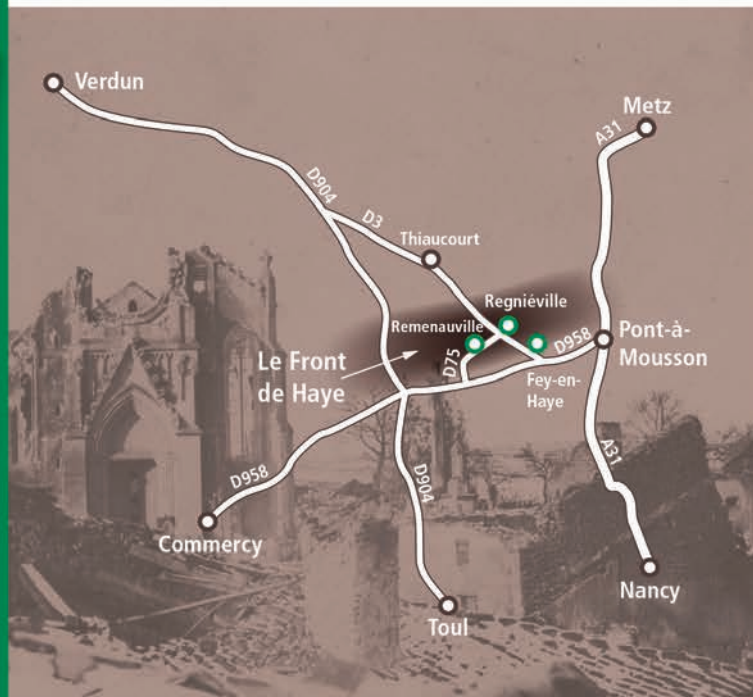 Verdun
Metz
A31
D904
D3
Thiaucourt
Regniéville
Remenauville
D958
Pont-à-
Mousson
Le Front
de Haye
D75
Fey-en-
Haye
D958
D904
A31
Commercy
Nancy
Toul